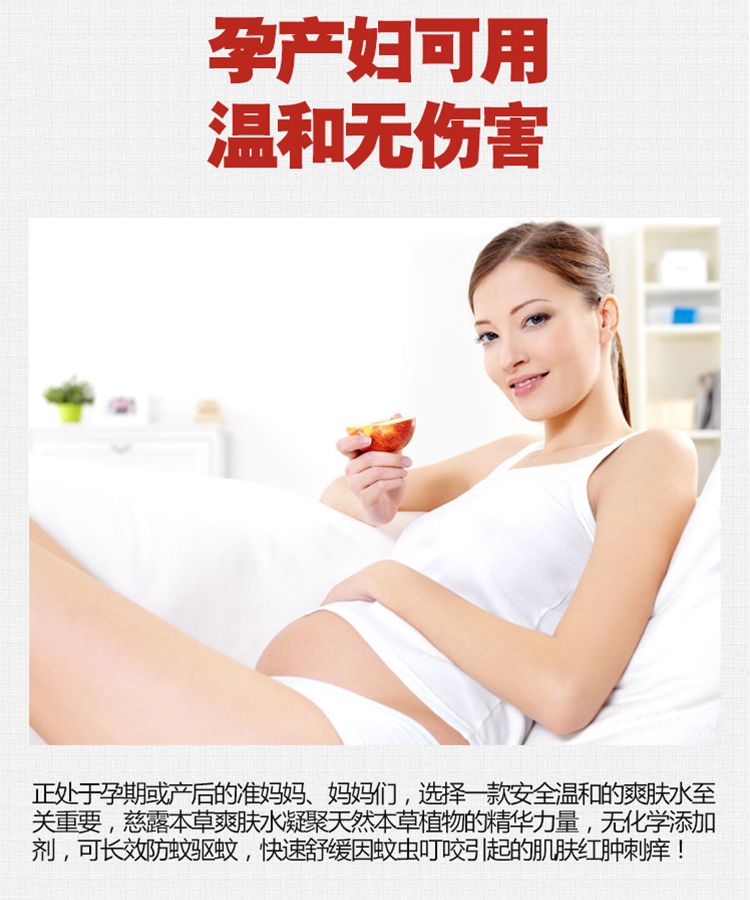 孕产妇可用
温和无伤害
正处于孕期或产后的准妈妈、妈妈们，选择一款安全温和的爽肤水至
关重要，慈露本草爽肤水凝聚天然本草植物的精华力量，无化学添加
剂，可长效防蚊驱蚊，快速舒缓因蚊虫叮咬引起的肌肤红肿刺痒！